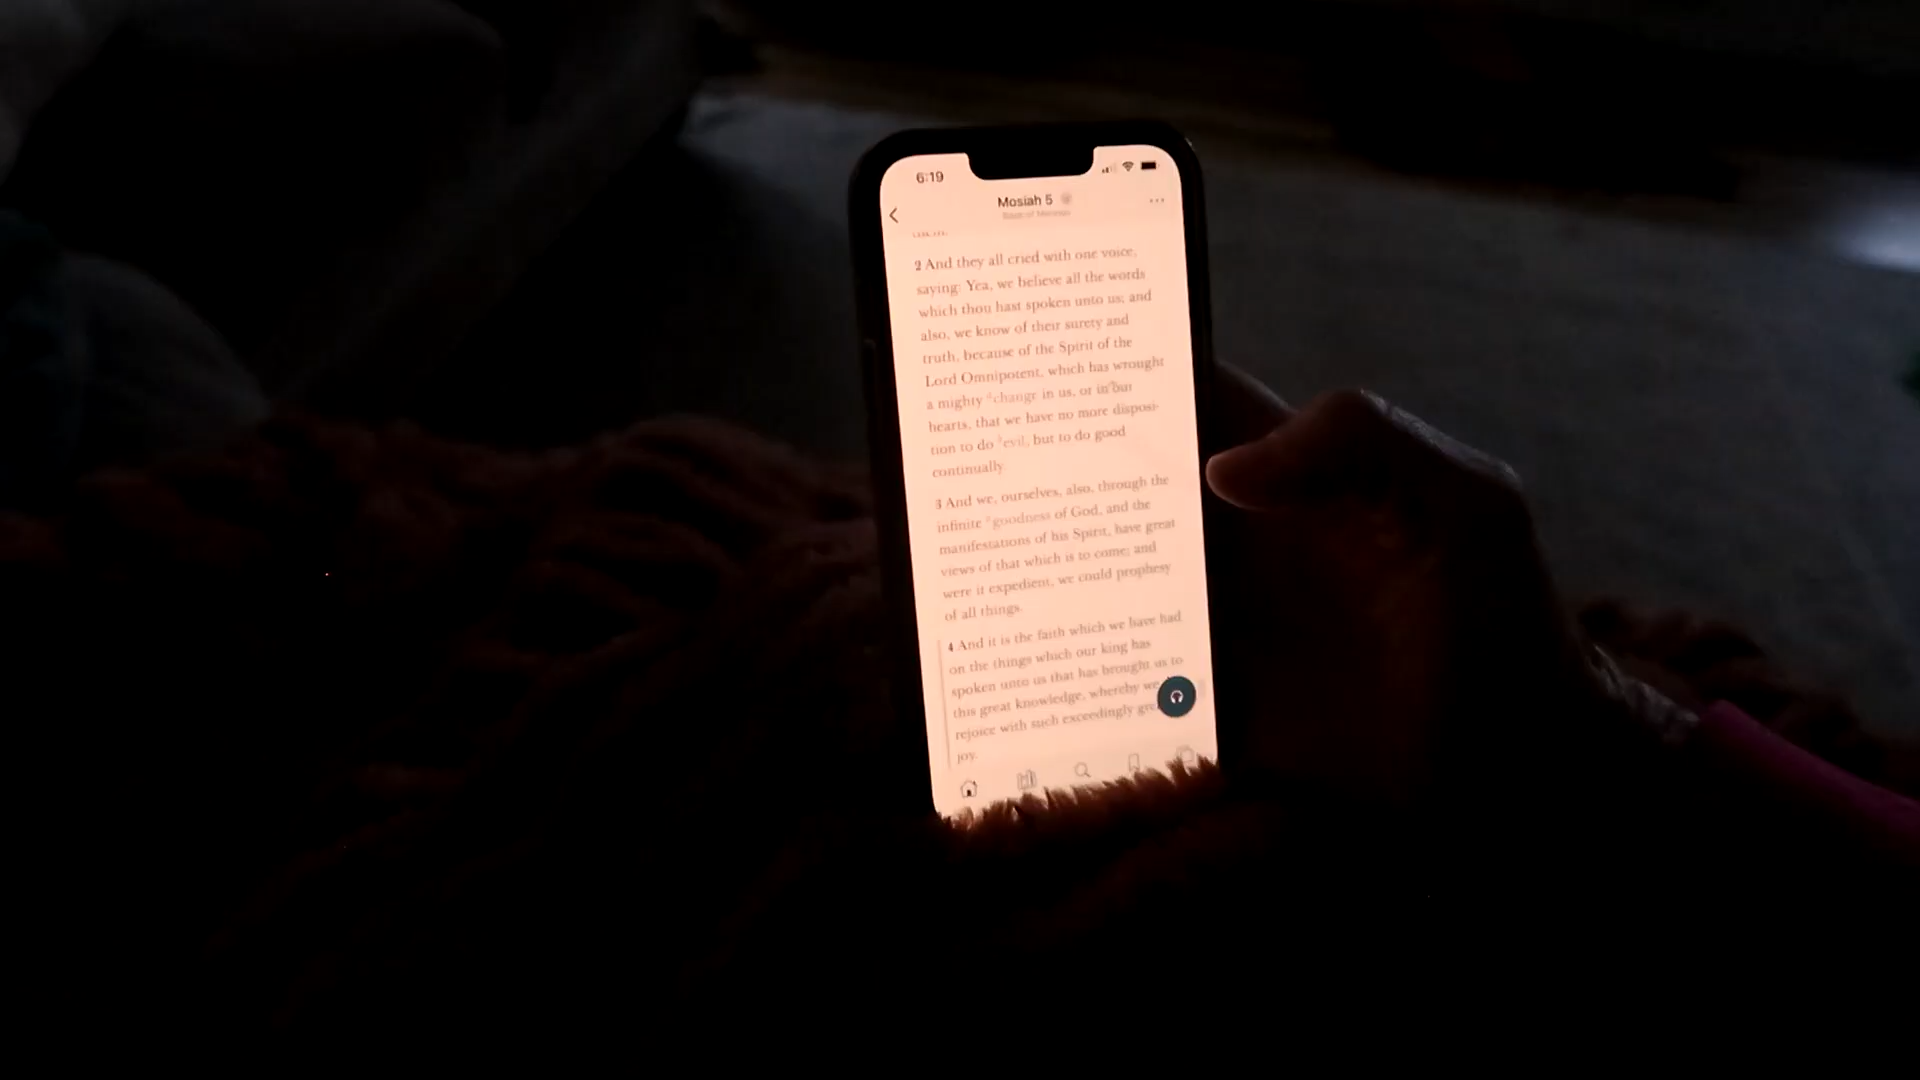 6:19
Mosiah 5
Book of Mormon
2 And they all cried with one voice,
saying: Yea, we believe all the words
which thou hast spoken unto us; and
also, we know of their surety and
truth, because of the Spirit of the
Lord Omnipotent, which has wrought
a mighty change in us, or in our
hearts, that we have no more disposi-
tion to do evil, but to do good
continually.
3 And we, ourselves, also, through the
infinite goodness of God, and the
manifestations of his Spirit, have great
views of that which is to come; and
were it expedient, we could prophesy
of all things.
4 And it is the faith which we have had
on the things which our king has
spoken unto us that has brought us to
this great knowledge, whereby we
rejoice with such exceedingly gre
joy.